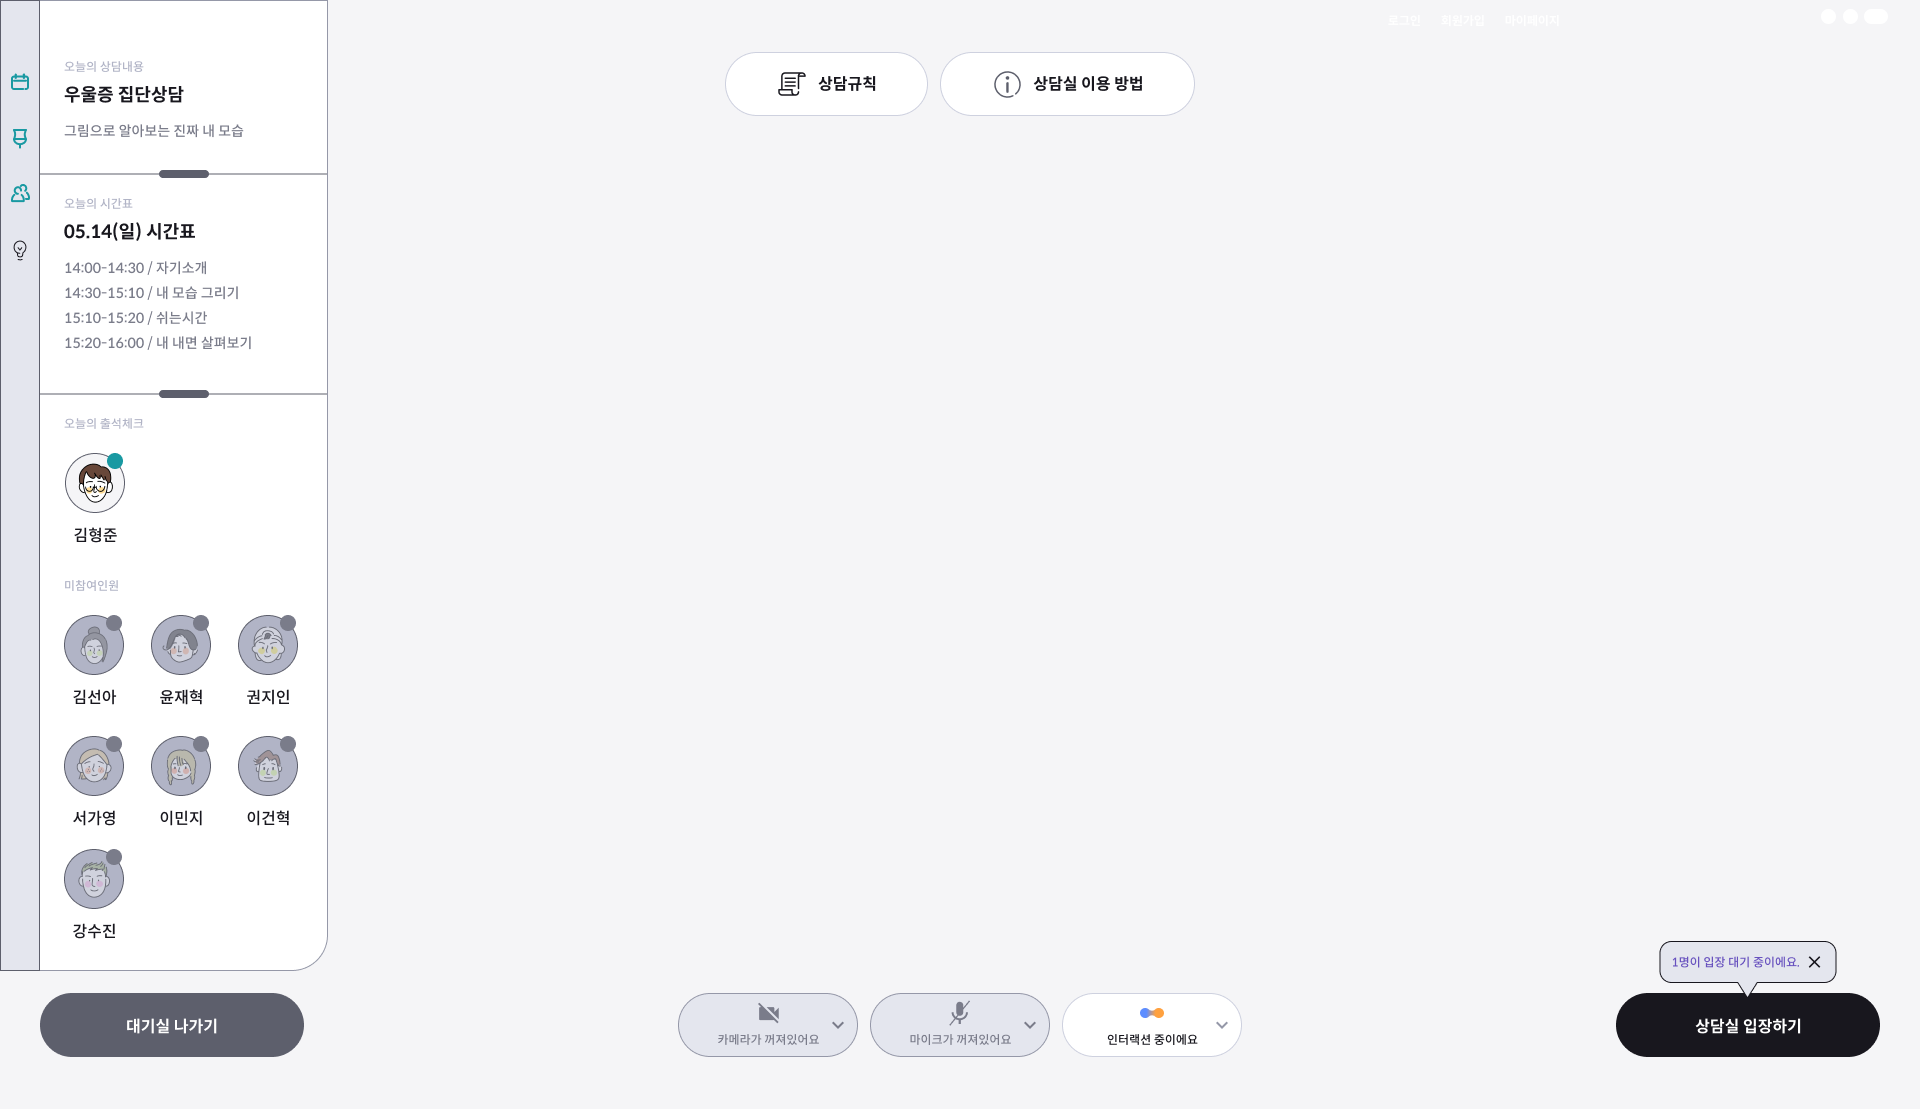 로그인 회원가입 마이페이지
상담규칙
상담실 이용 방법
오늘의 상담내용
우울증 집단상담
그림으로 알아보는 진짜 내 모습
오늘의 시간표
05.14(일) 시간표
14:00-14:30 / 자기소개
14:30-15:10 / 내 모습 그리기
15:10-15:20 / 쉬는시간
15:20-16:00 / 내 내면 살펴보기
오늘의 출석체크
김형준
미참여인원
김선아 윤재혁 권지인
서가영 이민지 이건혁
강수진
대기실 나가기
카메라가 꺼져있어요
마이크가 꺼져있어요
인터랙션 중이에요
1명이 입장 대기 중이에요.
상담실 입장하기